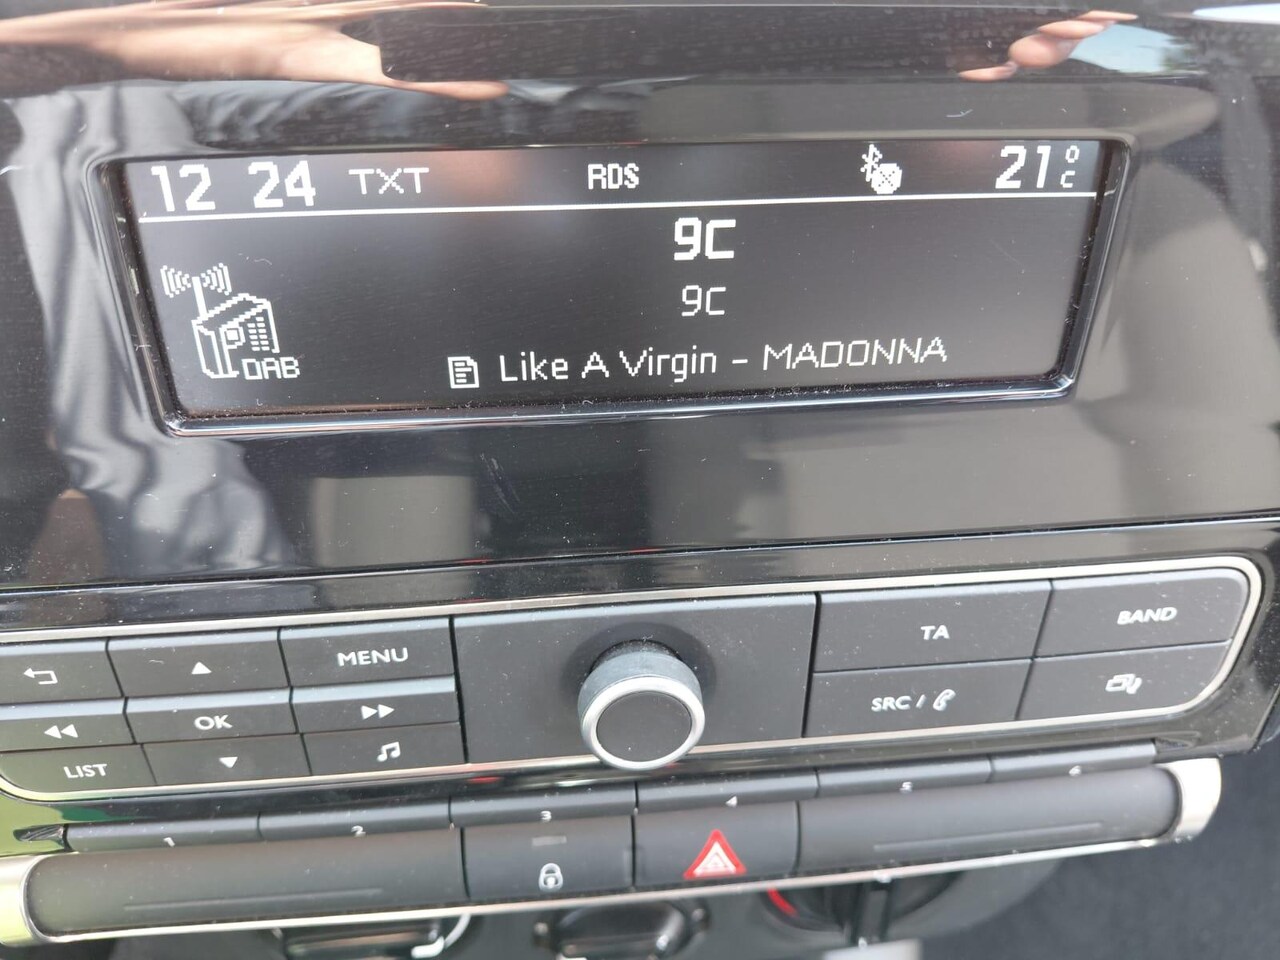 12 24 TXT RDS 21°C
9C
9C
DAB
Like A Virgin - MADONNA
MENU
TA
BAND
OK
SRC /
LIST
1 2 3 4 5 6